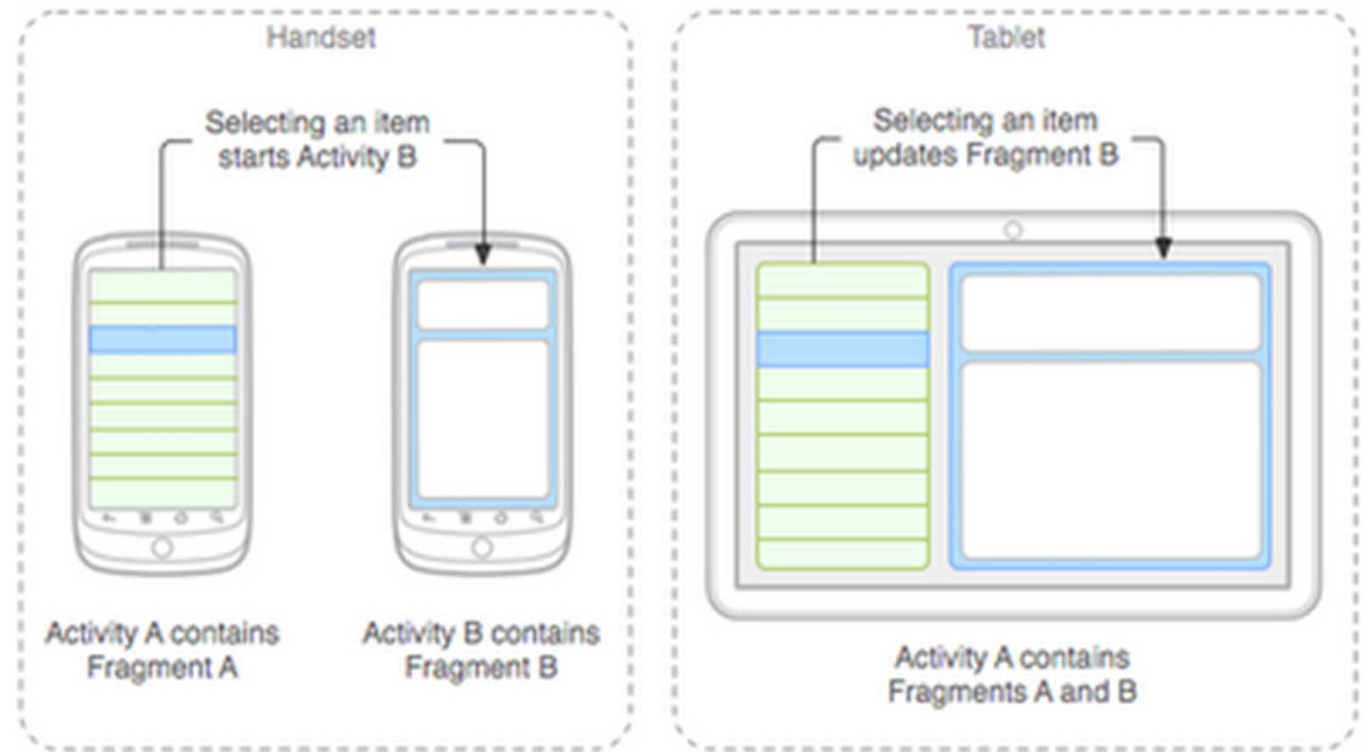 Handset
Selecting an item
starts Activity B
Activity A contains
Fragment A
Activity B contains
Fragment B
Tablet
Selecting an item
updates Fragment B
Activity A contains
Fragments A and B